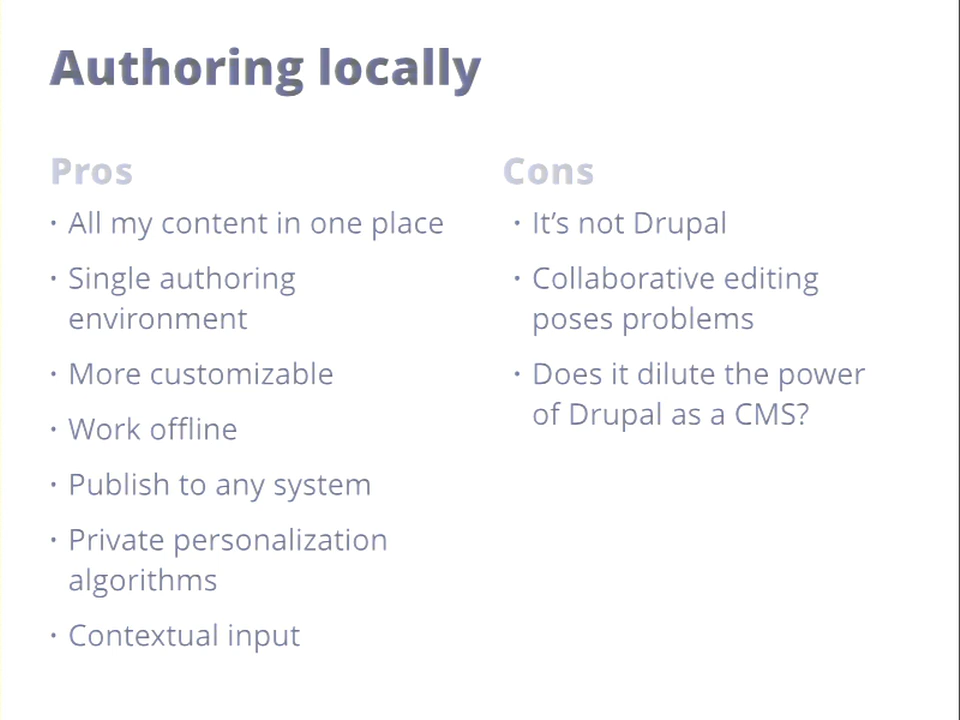 Authoring locally
Pros
· All my content in one place
· Single authoring
environment
· More customizable
· Work offline
· Publish to any system
· Private personalization
algorithms
· Contextual input
Cons
· It’s not Drupal
· Collaborative editing
poses problems
· Does it dilute the power
of Drupal as a CMS?